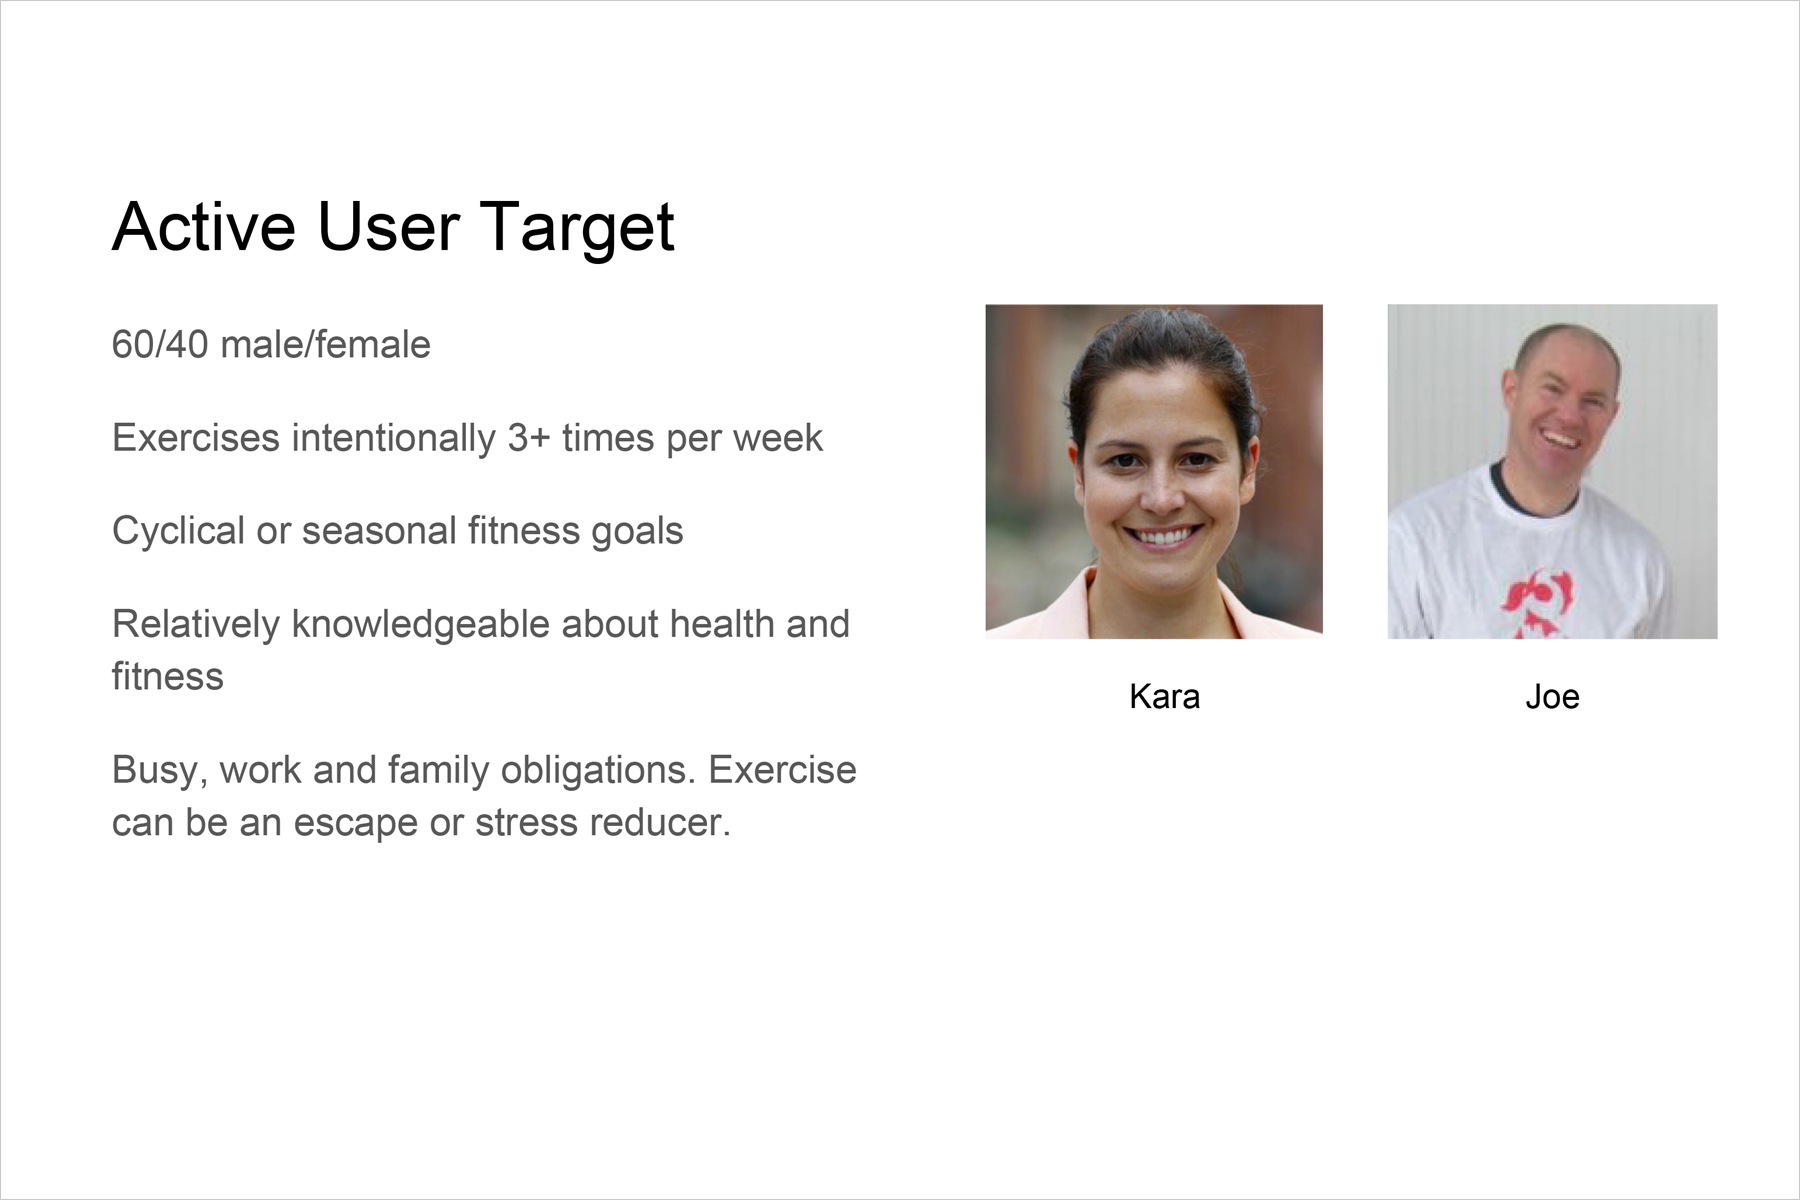 Active User Target
60/40 male/female
Exercises intentionally 3+ times per week
Cyclical or seasonal fitness goals
Relatively knowledgeable about health and
fitness
Busy, work and family obligations. Exercise
can be an escape or stress reducer.
Kara
Joe